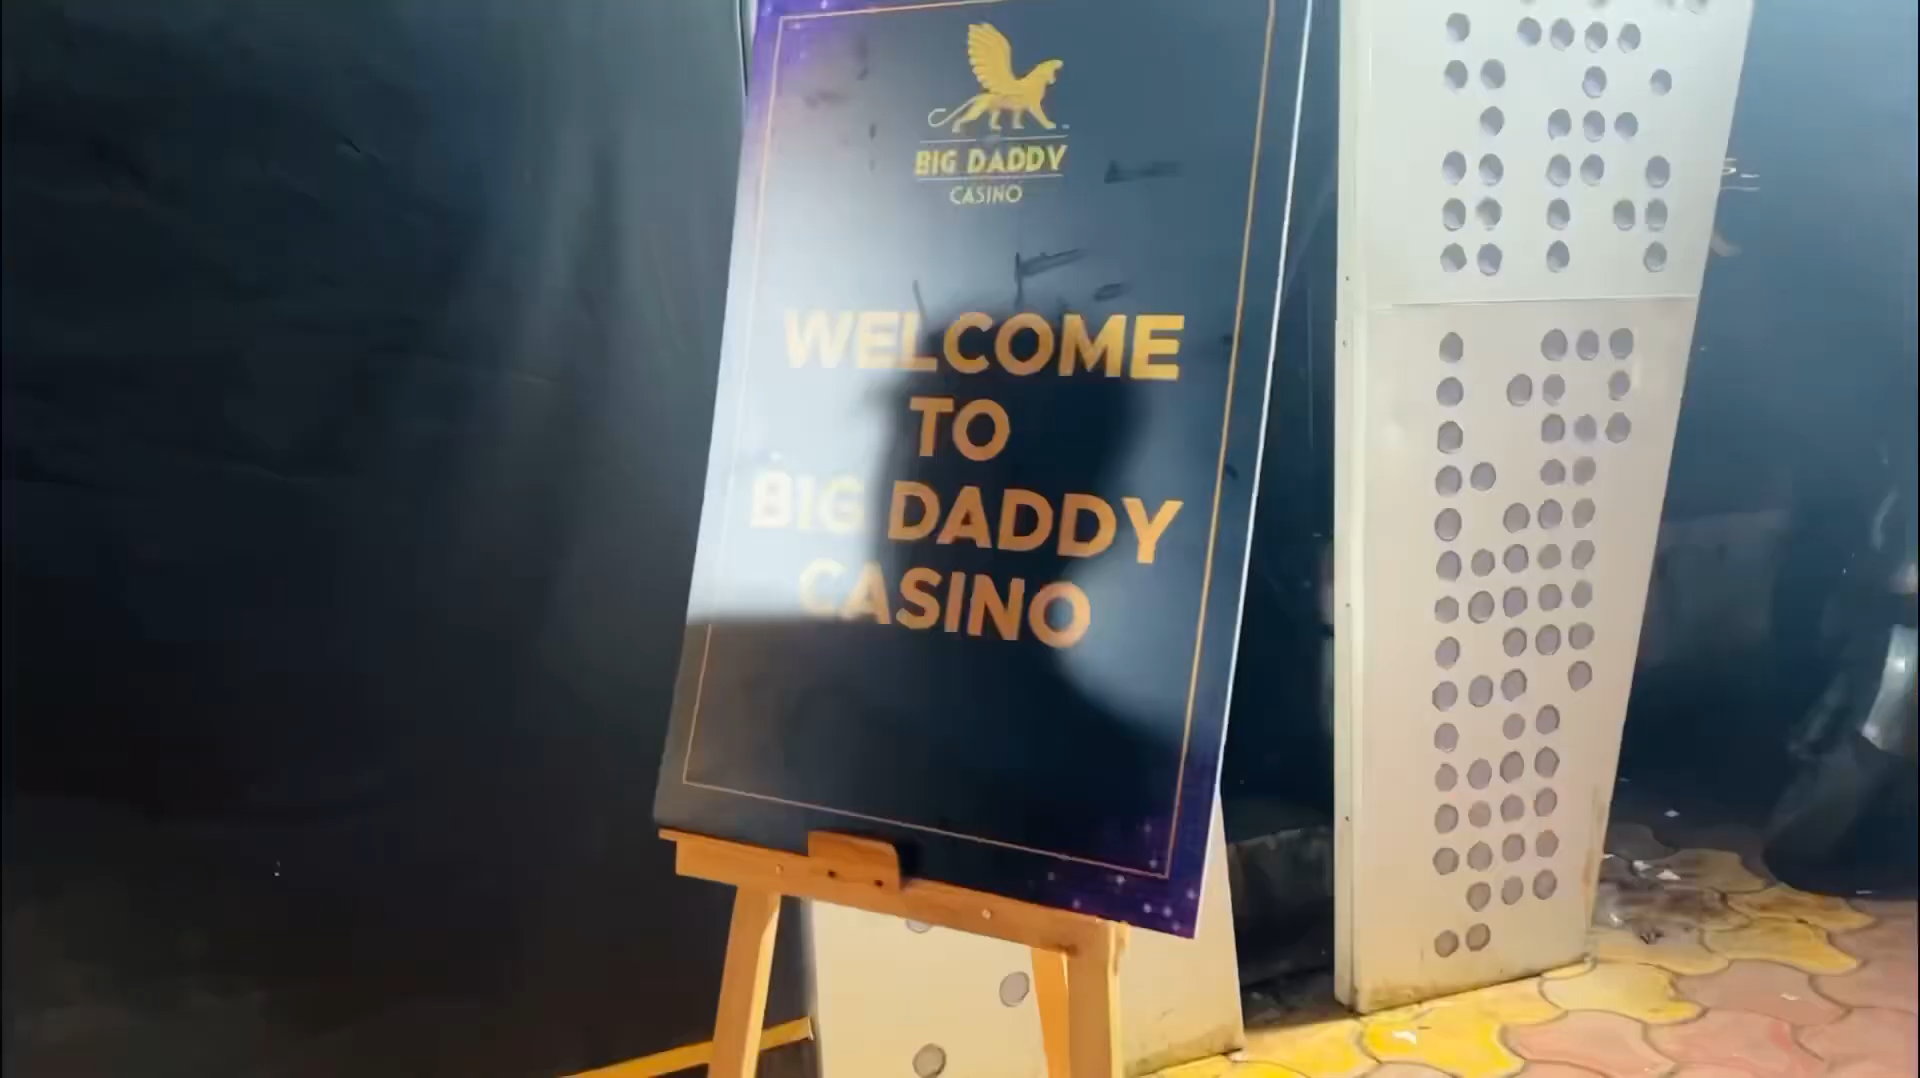 BIG DADDY
CASINO
WELCOME
TO
BIG DADDY
CASINO